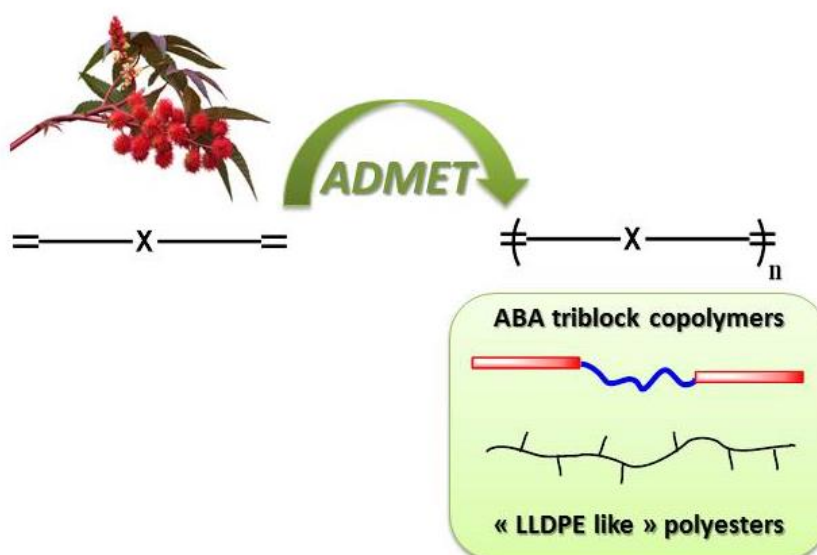 ADMET
X
X
n
ABA triblock copolymers
« LLDPE like » polyesters